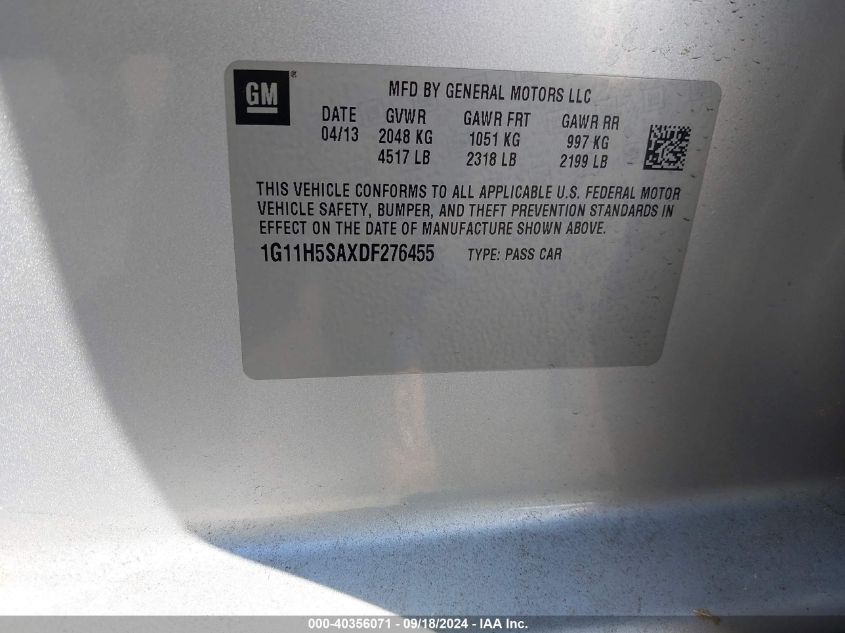 GM®
MFD BY GENERAL MOTORS LLC
DATE GVWR GAWR FRT GAWR RR
04/13 2048 KG 1051 KG 997 KG
4517 LB 2318 LB 2199 LB
THIS VEHICLE CONFORMS TO ALL APPLICABLE U.S. FEDERAL MOTOR
VEHICLE SAFETY, BUMPER, AND THEFT PREVENTION STANDARDS IN
EFFECT ON THE DATE OF MANUFACTURE SHOWN ABOVE.
1G11H5SAXDF276455 TYPE: PASS CAR
000-40356071 - 09/18/2024 - IAA Inc.